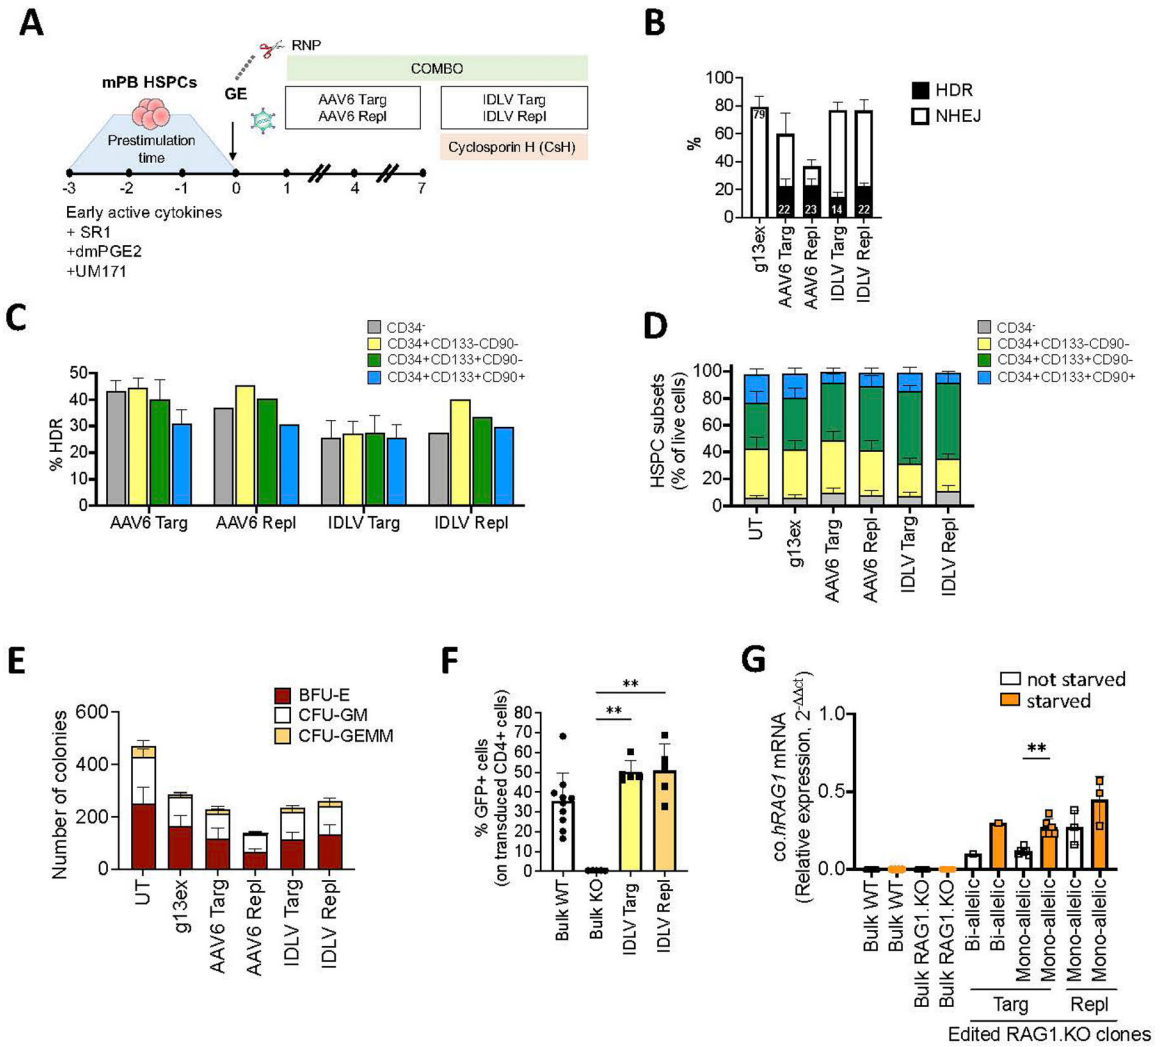 A
RNP
COMBO
mPB HSPCs
GE
AAV6 Targ
AAV6 Repl
IDLV Targ
IDLV Repl
Prestimulation
time
Cyclosporin H (CsH)
-3
-2
-1
0
1
4
7
Early active cytokines
+ SR1
+dmPGE2
+UM171
B
HDR
NHEJ
%
100
80
60
40
20
0
79
22
23
14
22
g13ex
AAV6 Targ
AAV6 Repl
IDLV Targ
IDLV Repl
C
CD34-
CD34+CD133-CD90-
CD34+CD133+CD90-
CD34+CD133+CD90+
% HDR
50
40
30
20
10
0
AAV6 Targ
AAV6 Repl
IDLV Targ
IDLV Repl
D
CD34-
CD34+CD133-CD90-
CD34+CD133+CD90-
CD34+CD133+CD90+
HSPC subsets
(% of live cells)
100
80
60
40
20
0
UT
g13ex
AAV6 Targ
AAV6 Repl
IDLV Targ
IDLV Repl
E
BFU-E
CFU-GM
CFU-GEMM
Number of colonies
600
400
200
0
UT
g13ex
AAV6 Targ
AAV6 Repl
IDLV Targ
IDLV Repl
F
% GFP+ cells
(on transduced CD4+ cells)
**
**
80
70
60
50
40
30
20
10
0
Bulk WT
Bulk KO
IDLV Targ
IDLV Repl
G
not starved
starved
co.hRAG1 mRNA
(Relative expression, 2-ΔΔct)
1.0
0.5
0.0
**
Bulk WT
Bulk WT
Bulk RAG1.KO
Bulk RAG1.KO
Bi-allelic
Bi-allelic
Mono-allelic
Mono-allelic
Mono-allelic
Mono-allelic
Targ
Repl
Edited RAG1.KO clones